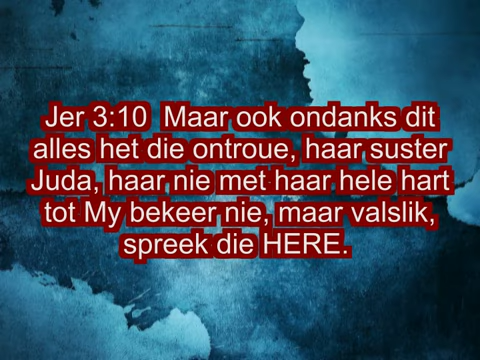 Jer 3:10  Maar ook ondanks dit
alles het die ontroue, haar suster
Juda, haar nie met haar hele hart
tot My bekeer nie, maar valslik,
spreek die HERE.